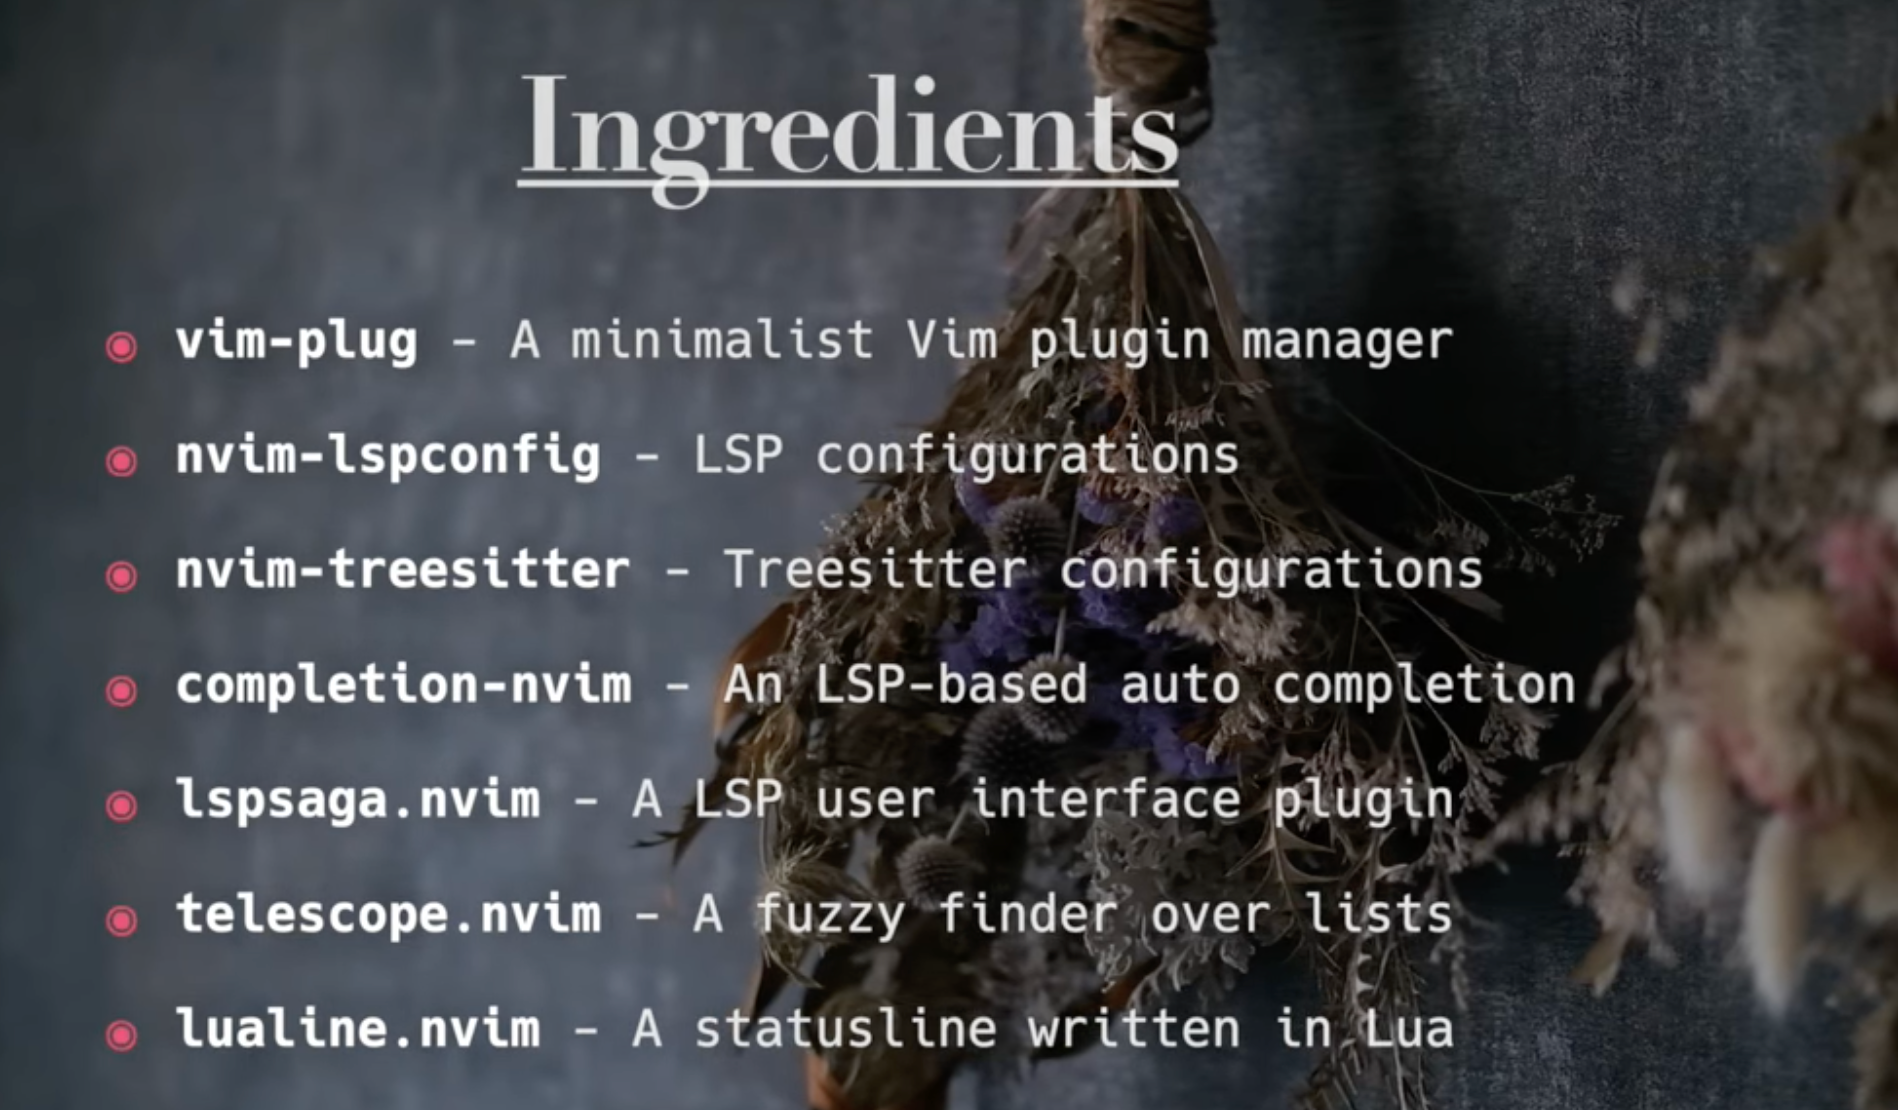 Ingredients
◉ vim-plug - A minimalist Vim plugin manager
◉ nvim-lspconfig - LSP configurations
◉ nvim-treesitter - Treesitter configurations
◉ completion-nvim - An LSP-based auto completion
◉ lspsaga.nvim - A LSP user interface plugin
◉ telescope.nvim - A fuzzy finder over lists
◉ lualine.nvim - A statusline written in Lua